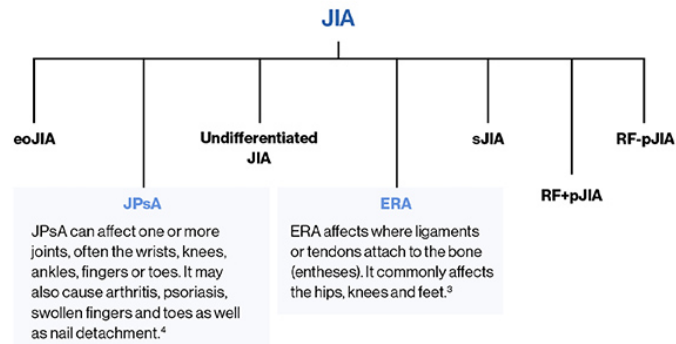 JIA
eoJIA
Undifferentiated
JIA
sJIA
RF-pJIA
RF+pJIA
JPsA
JPsA can affect one or more
joints, often the wrists, knees,
ankles, fingers or toes. It may
also cause arthritis, psoriasis,
swollen fingers and toes as well
as nail detachment.⁴
ERA
ERA affects where ligaments
or tendons attach to the bone
(entheses). It commonly affects
the hips, knees and feet.³